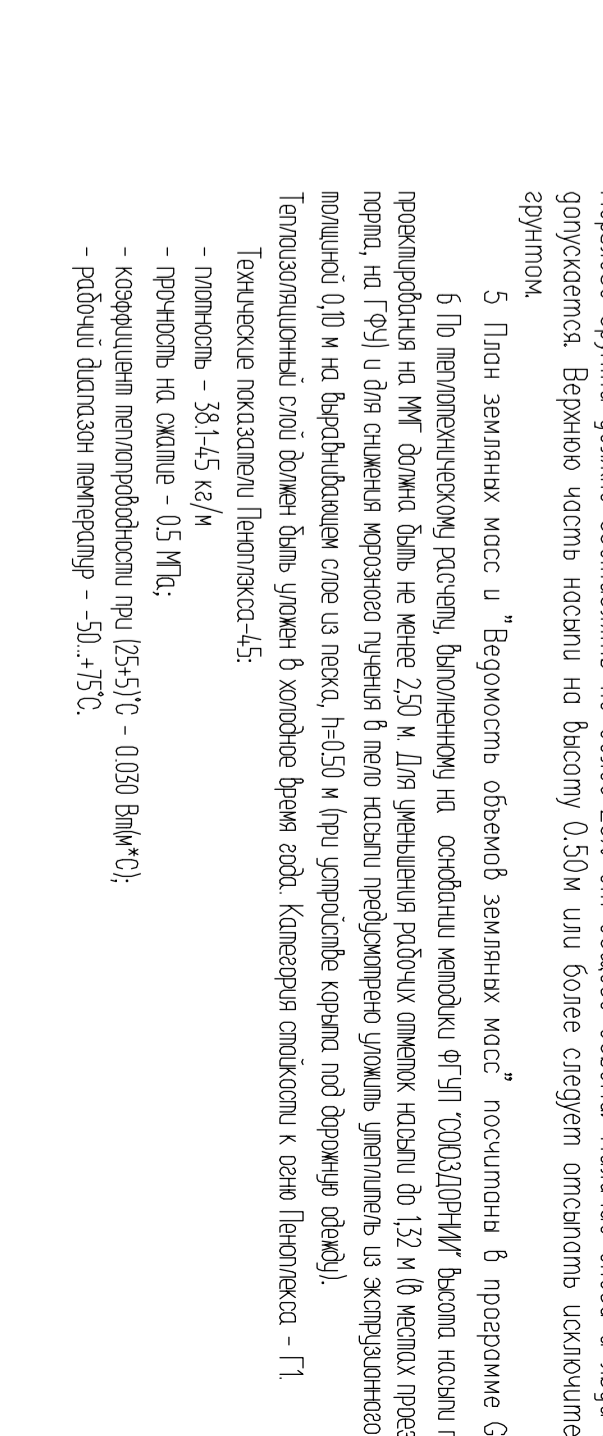 допускается. Верхнюю часть насыпи на высоту 0.50м или более следует отсыпать исключите
грунтом.
5 План земляных масс и "Ведомость объемов земляных масс" посчитаны в программе G
6 По теплотехническому расчету, выполненному на основании методики ФГУП "СОЮЗДОРНИИ" высота насыпи п
проектирования на ММГ должна быть не менее 2,50 м. Для уменьшения рабочих отметок насыпи до 1,32 м (в местах проез
порта, на ГФУ) и для снижения морозного пучения в тело насыпи предусмотрено уложить утеплитель из экструзионного
толщиной 0,10 м на выравнивающем слое из песка, h=0.50 м (при устройстве корыта под дорожную одежду).
Теплоизоляционный слой должен быть уложен в холодное время года. Категория стойкости к огню Пеноплекса - Г1.
Технические показатели Пеноплэкса-45:
- плотность - 38.1-45 кг/м
- прочность на сжатие - 0.5 МПа;
- коэффициент теплопроводности при (25+5)°С - 0.030 Вт(м*С);
- рабочий диапазон температур - -50...+75°С.